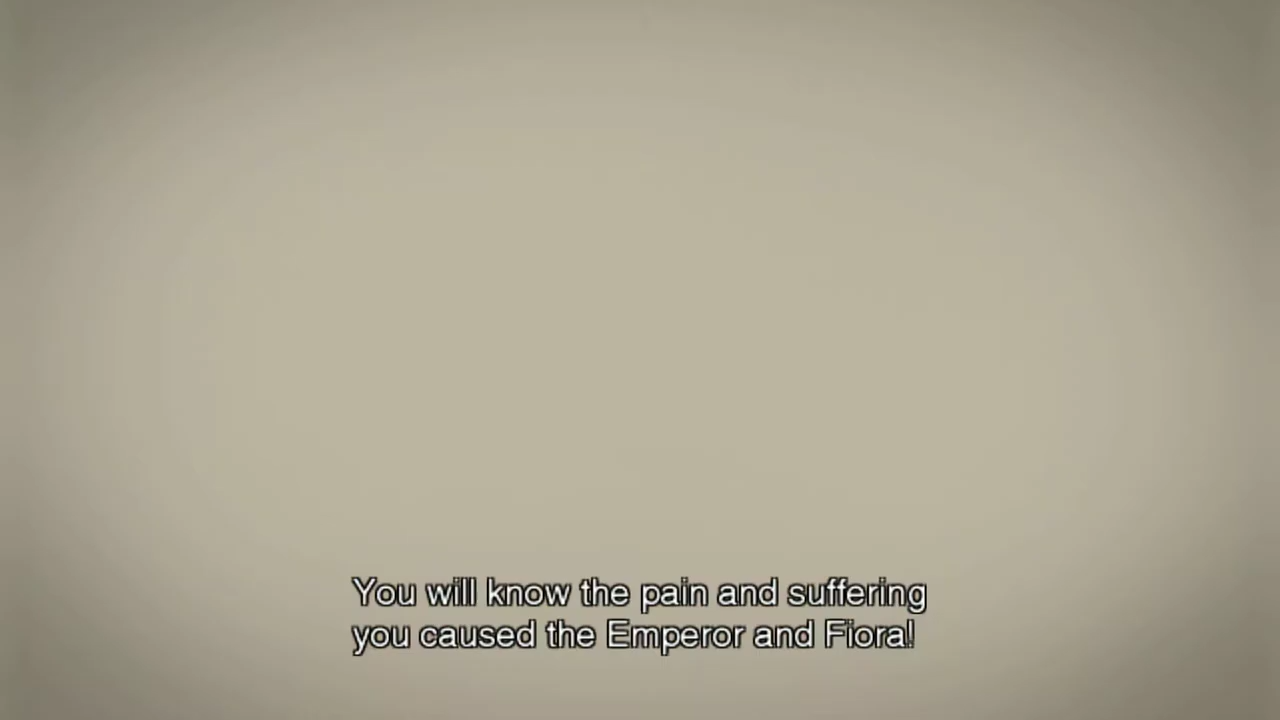 You will know the pain and suffering
you caused the Emperor and Fiora!